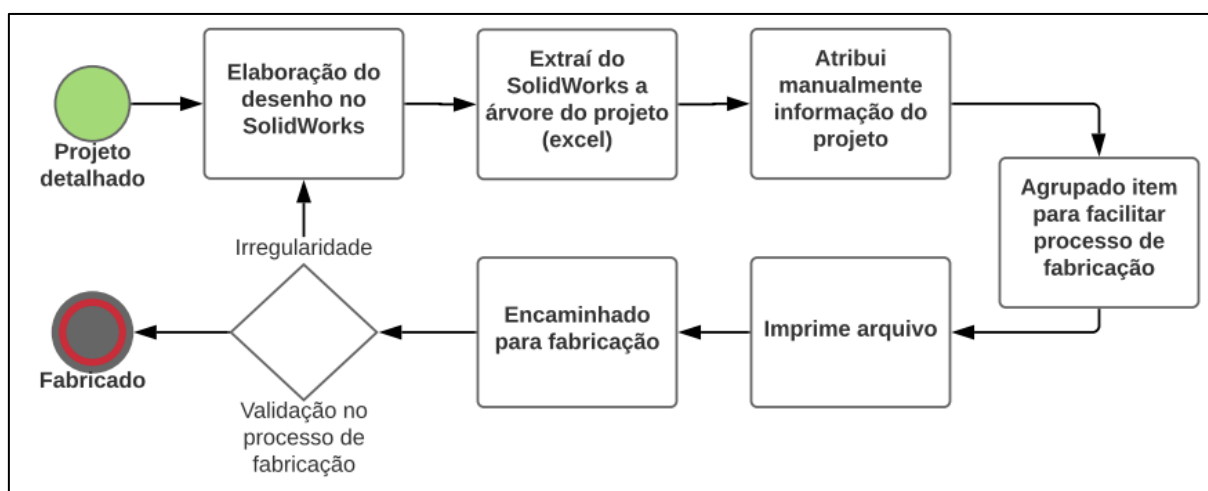 Projeto
detalhado
Elaboração do
desenho no
SolidWorks
Extraí do
SolidWorks a
árvore do projeto
(excel)
Atribui
manualmente
informação do
projeto
Agrupado item
para facilitar
processo de
fabricação
Imprime arquivo
Encaminhado
para fabricação
Irregularidade
Validação no
processo de
fabricação
Fabricado